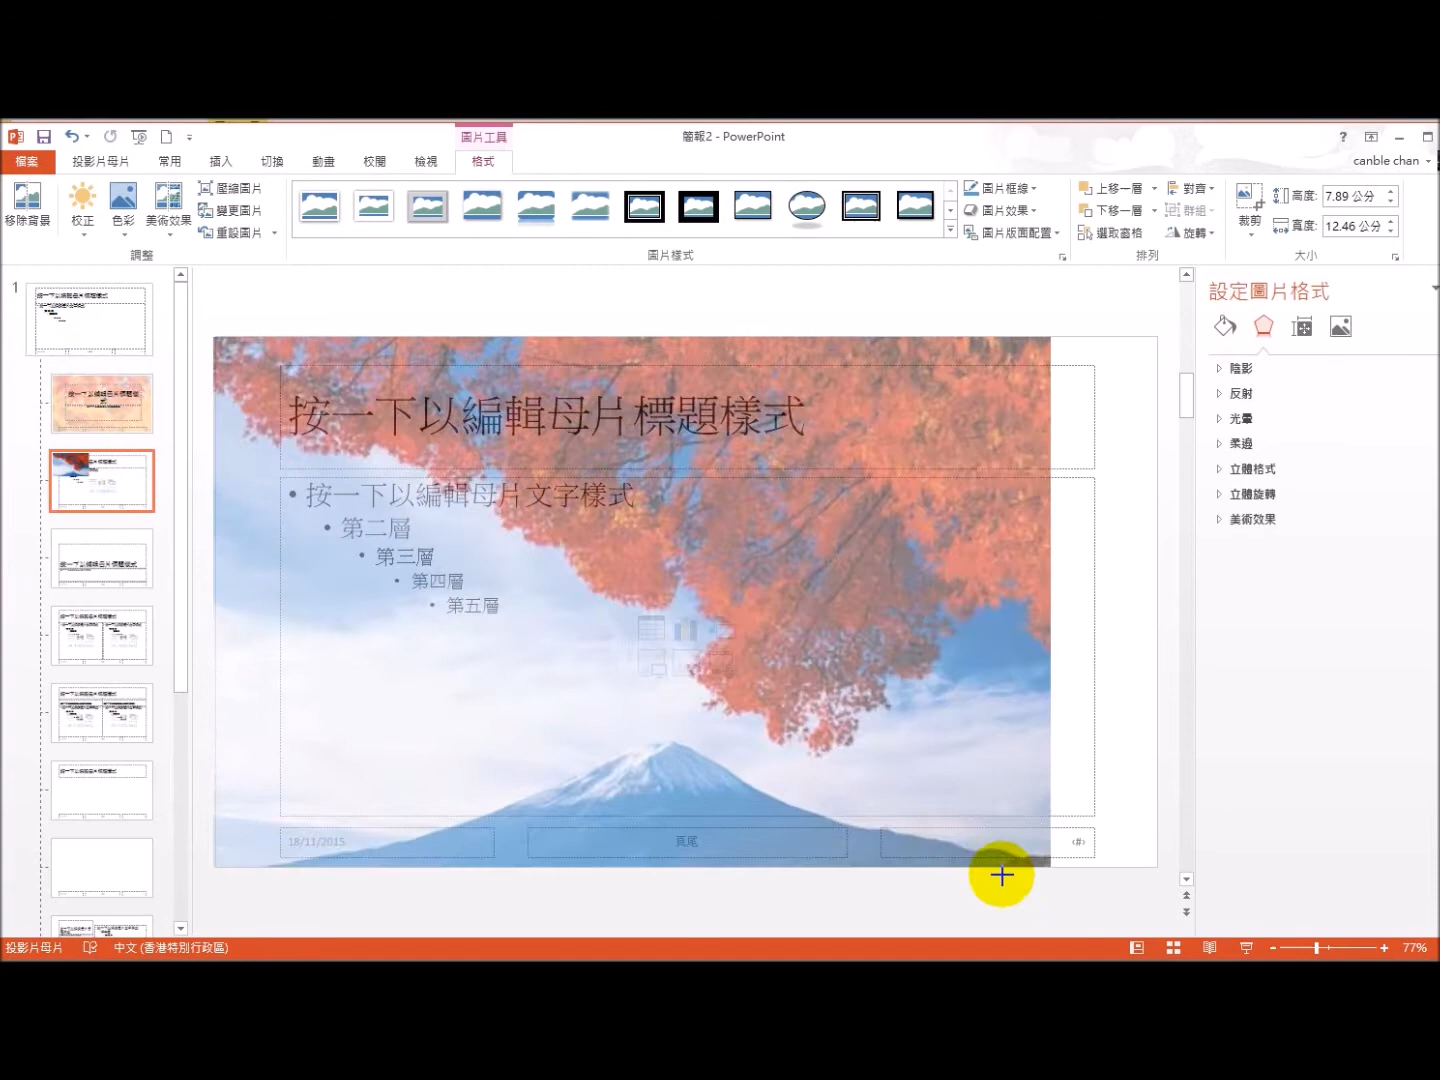 圖片工具
簡報2 - PowerPoint
?
檔案
投影片母片
常用
插入
切換
動畫
校閱
檢視
格式
canble chan
移除背景
校正
色彩
美術效果
壓縮圖片
變更圖片
重設圖片
調整
圖片框線
圖片效果
圖片版面配置
圖片樣式
上移一層
下移一層
選取窗格
對齊
群組
旋轉
排列
裁剪
高度:
7.89 公分
寬度:
12.46 公分
大小
1
按一下以編輯母片標題樣式
• 按一下以編輯母片文字樣式
• 第二層
• 第三層
• 第四層
• 第五層
18/11/2015
頁尾
‹#›
設定圖片格式
陰影
反射
光暈
柔邊
立體格式
立體旋轉
美術效果
投影片母片
中文 (香港特別行政區)
77%